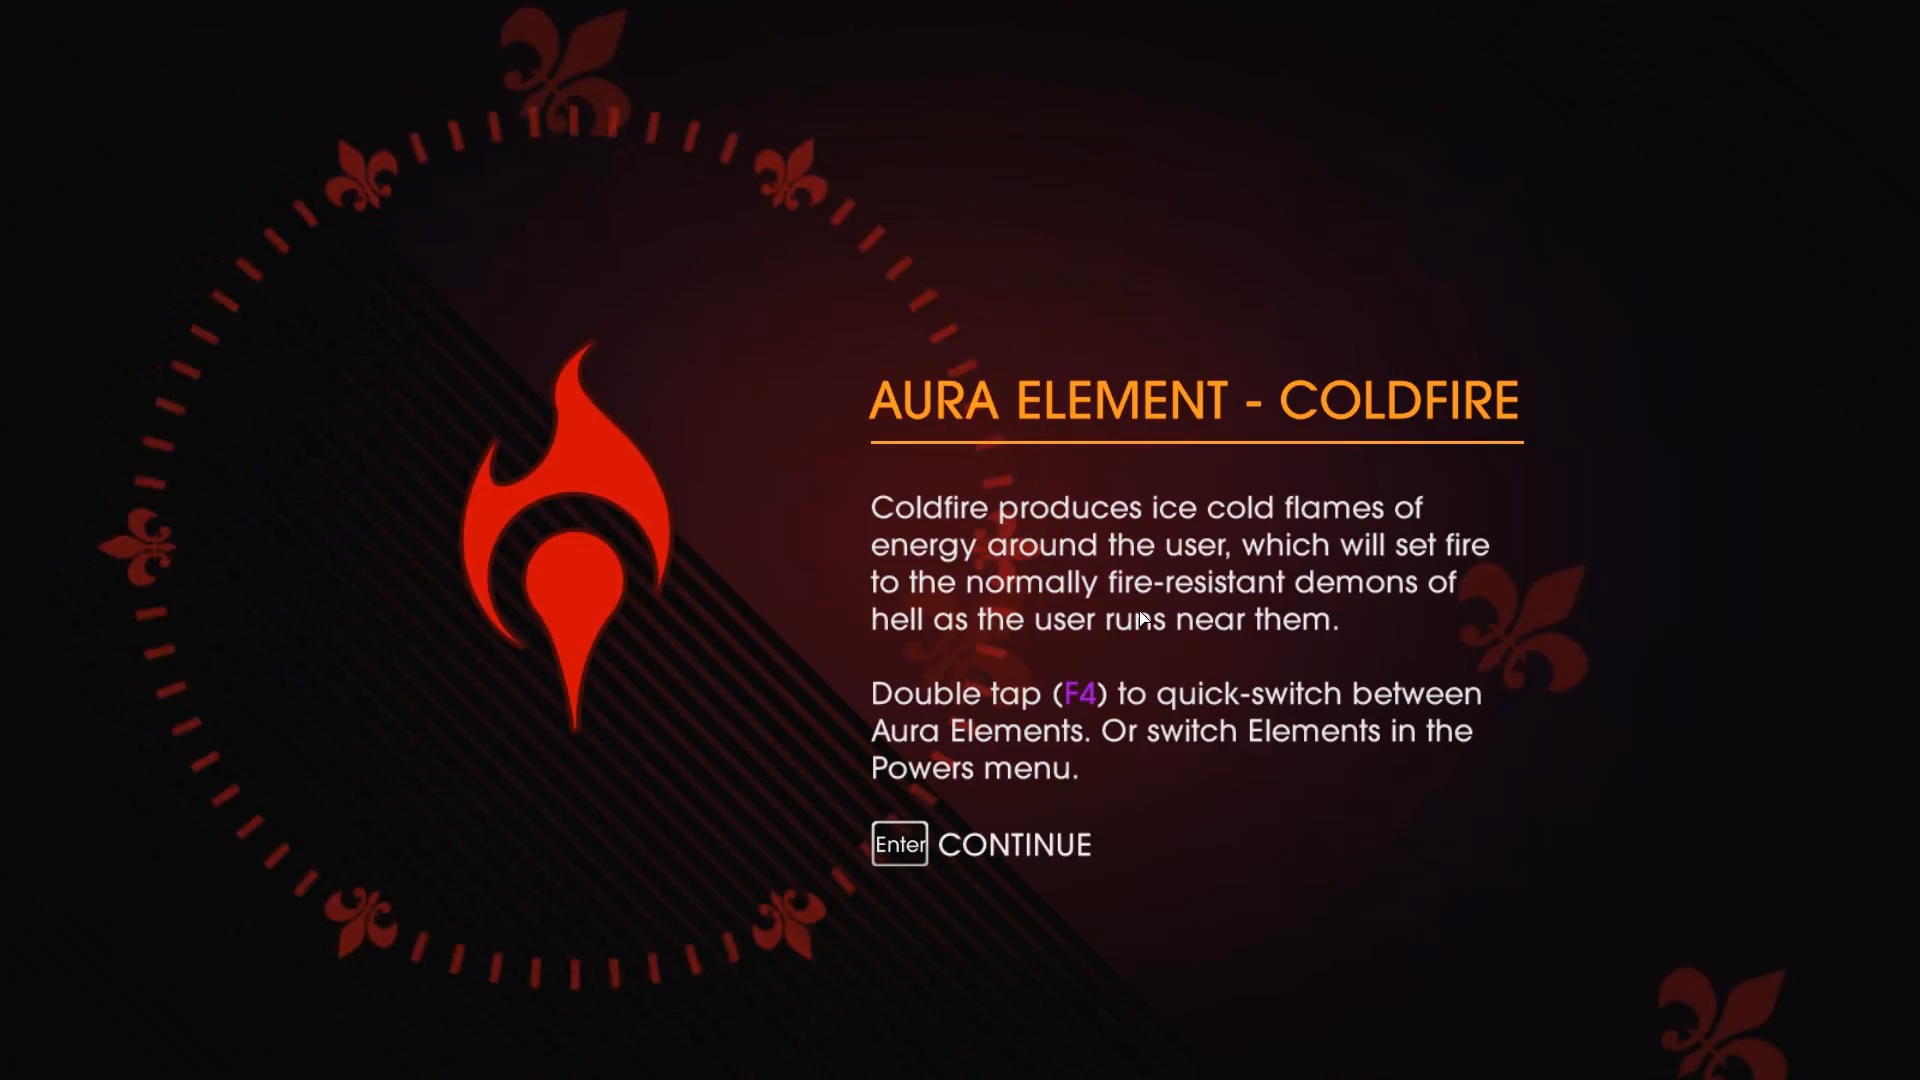 AURA ELEMENT - COLDFIRE
Coldfire produces ice cold flames of
energy around the user, which will set fire
to the normally fire-resistant demons of
hell as the user runs near them.
Double tap (F4) to quick-switch between
Aura Elements. Or switch Elements in the
Powers menu.
Enter CONTINUE